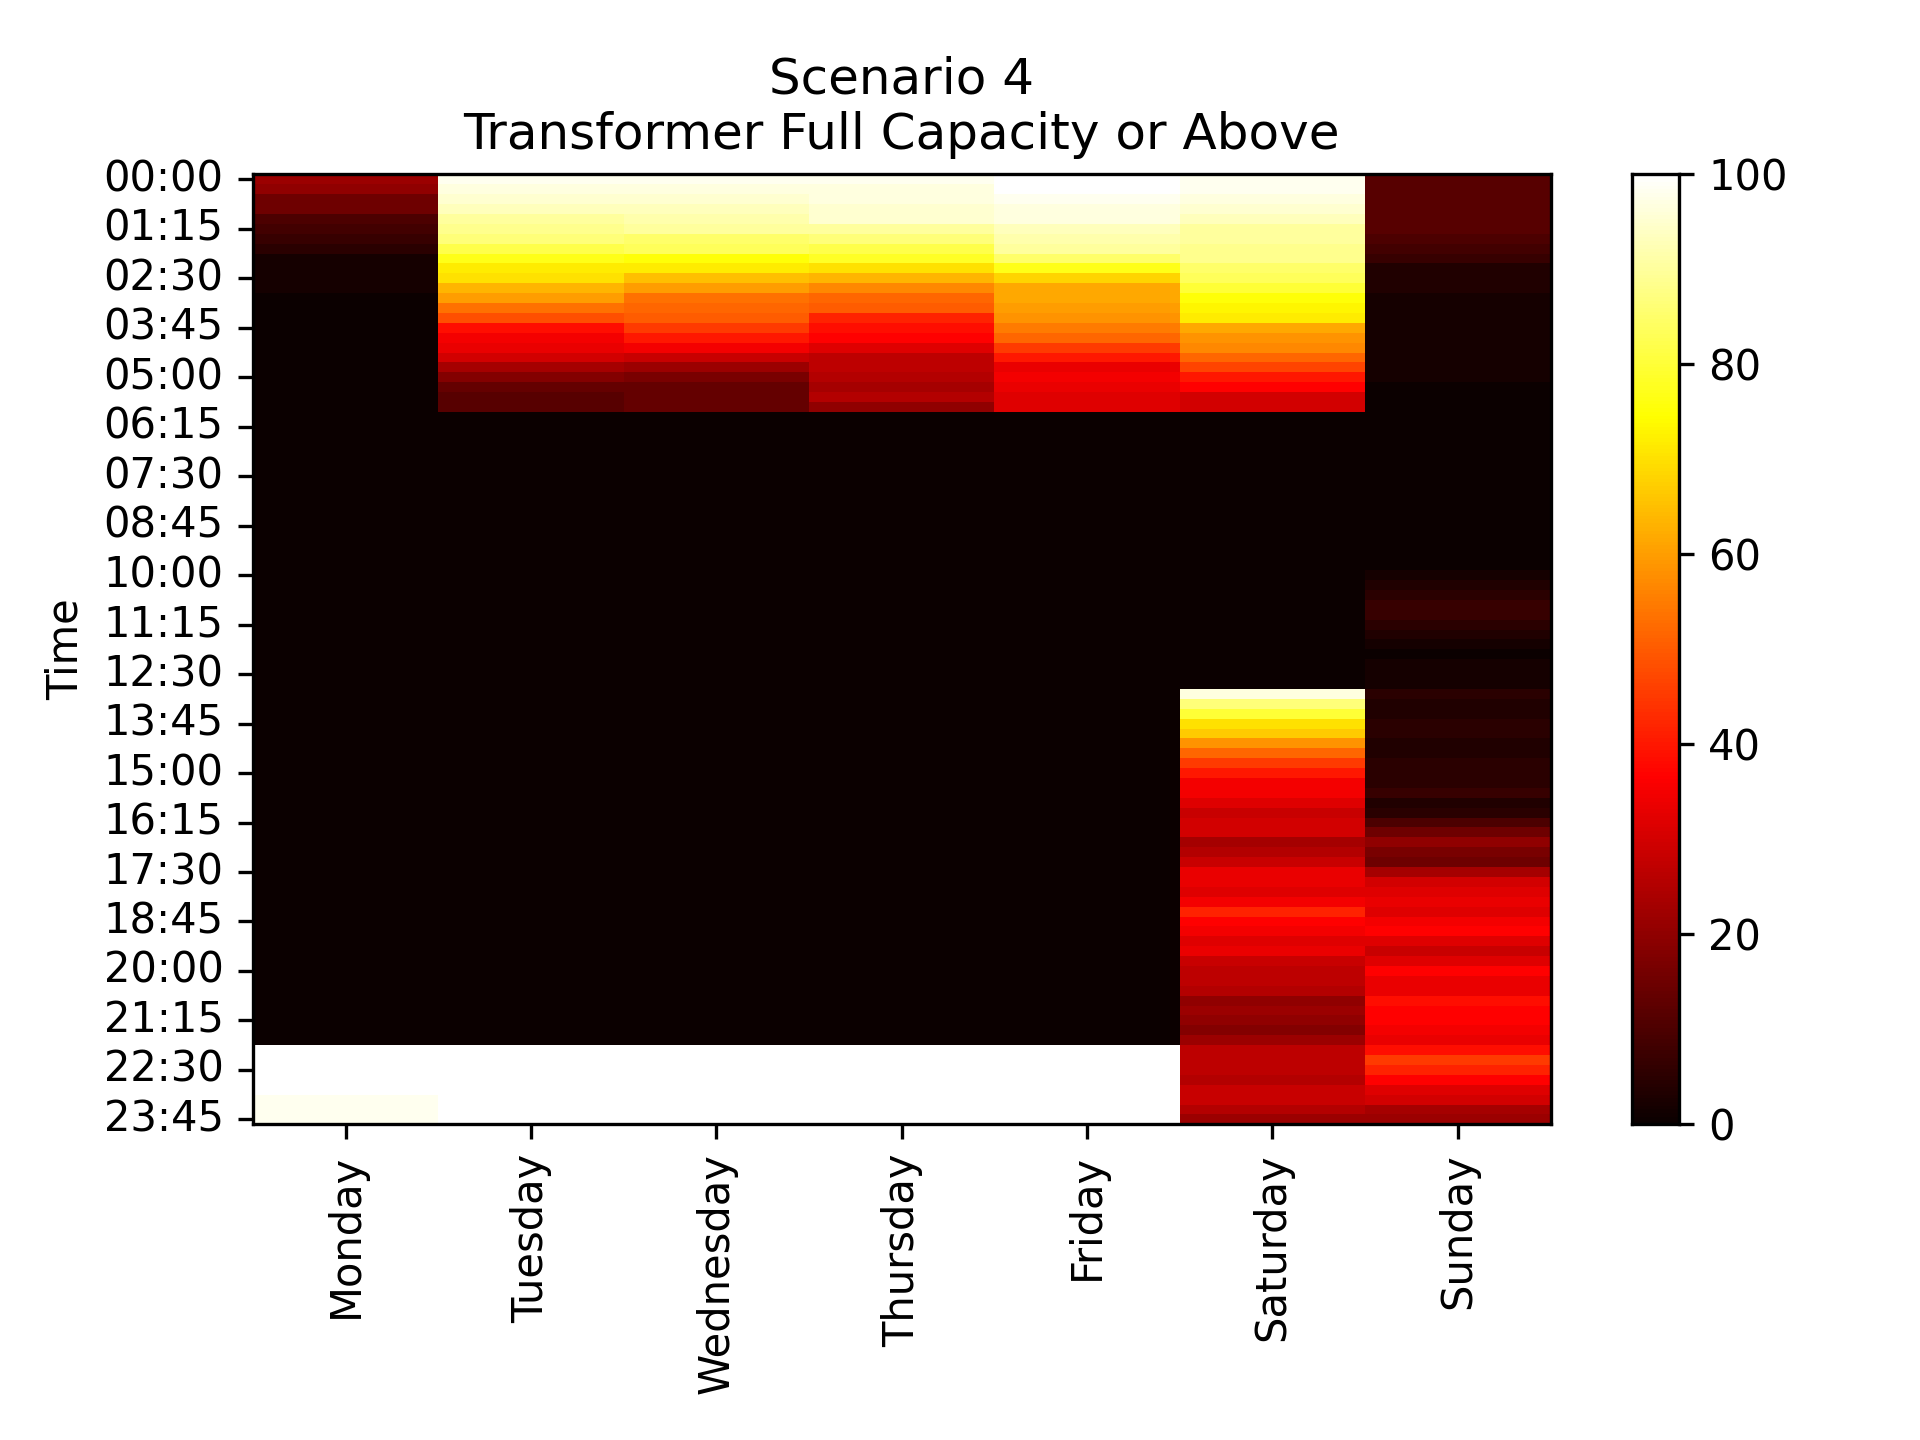 Scenario 4
Transformer Full Capacity or Above
Time
00:00
01:15
02:30
03:45
05:00
06:15
07:30
08:45
10:00
11:15
12:30
13:45
15:00
16:15
17:30
18:45
20:00
21:15
22:30
23:45
Monday
Tuesday
Wednesday
Thursday
Friday
Saturday
Sunday
100
80
60
40
20
0